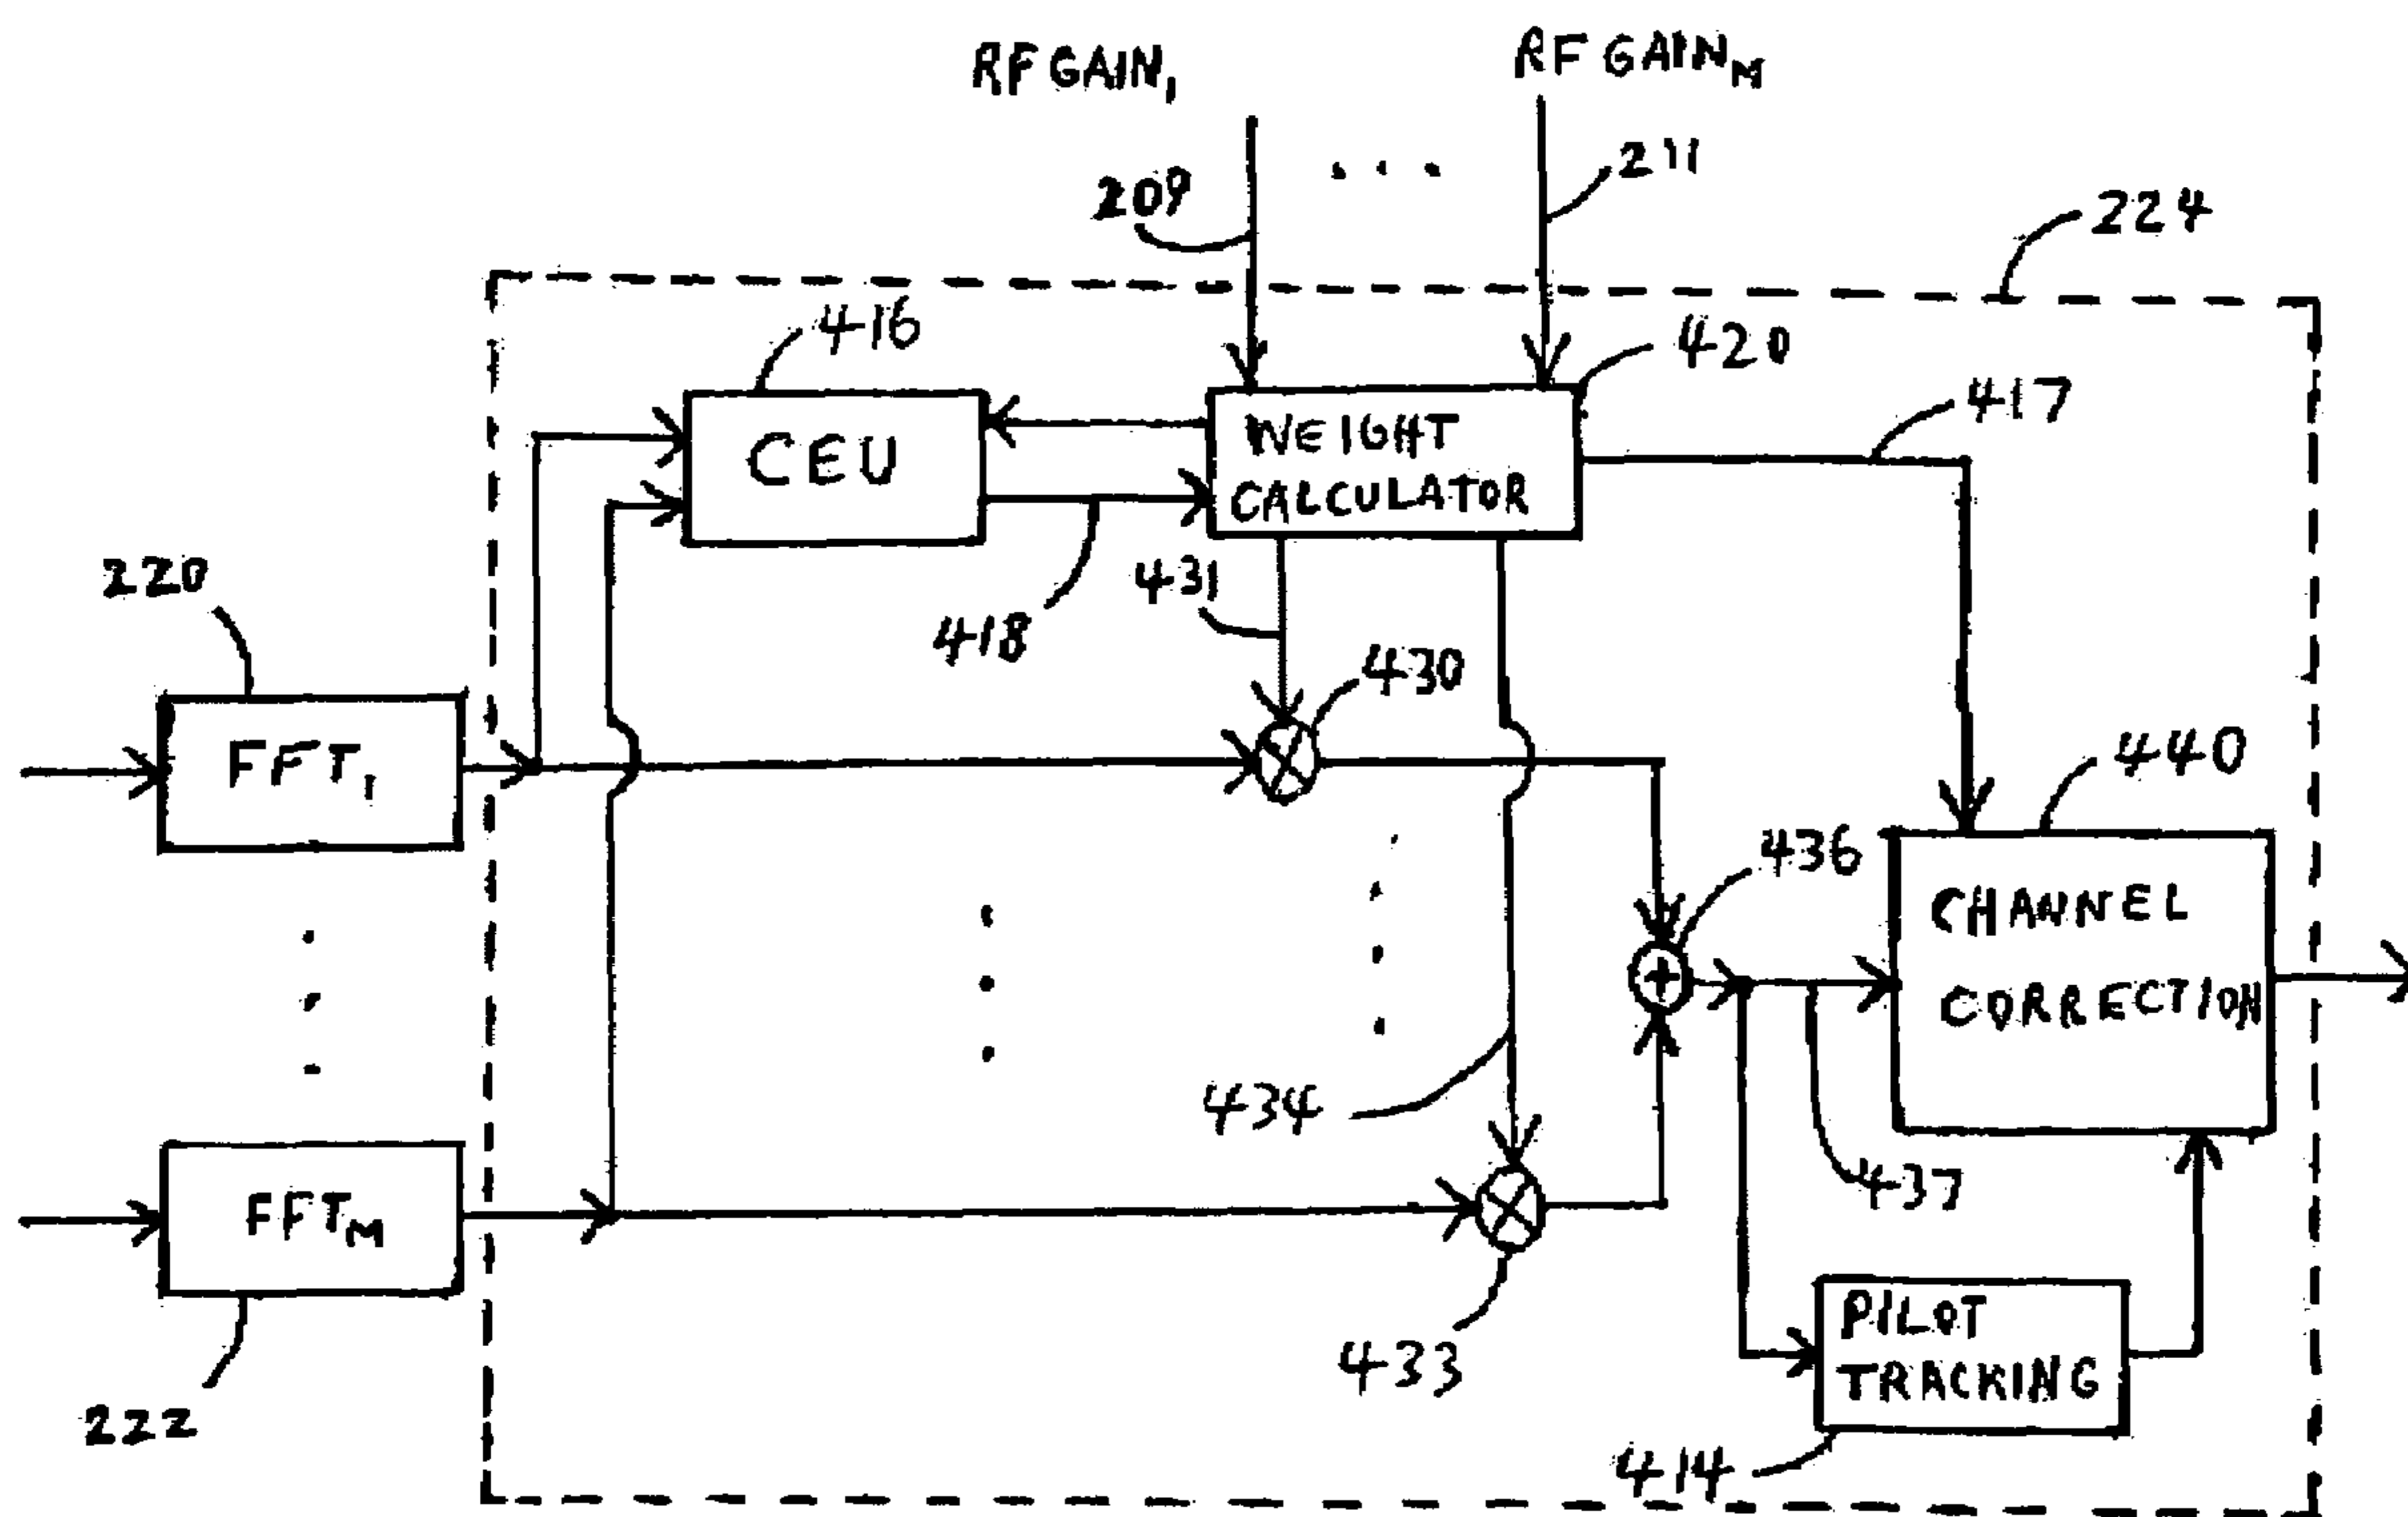 RF GAIN1
RF GAINM
209
211
224
416
420
417
CEU
WEIGHT
CALCULATOR
220
418
431
430
FFT1
440
436
CHANNEL
CORRECTION
434
437
FFTM
433
PILOT
TRACKING
222
414